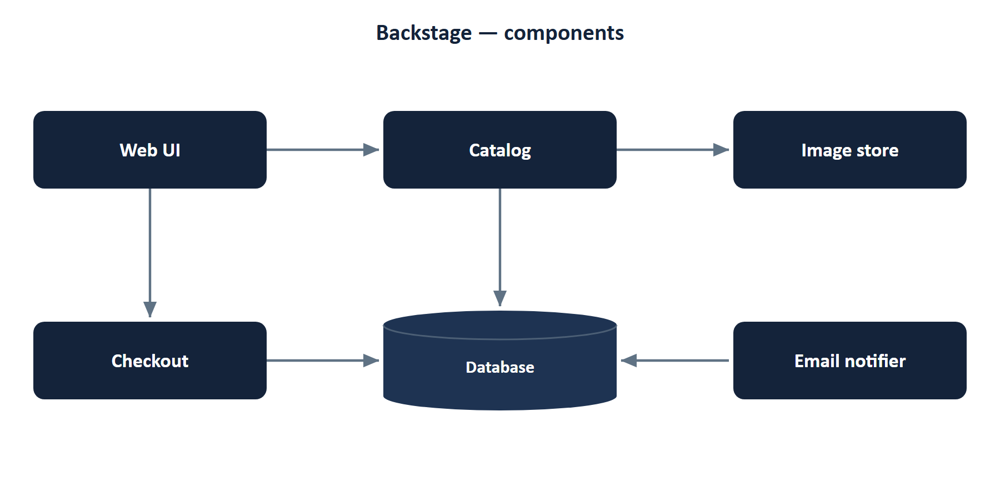 Backstage — components
Web UI
Catalog
Image store
Checkout
Database
Email notifier